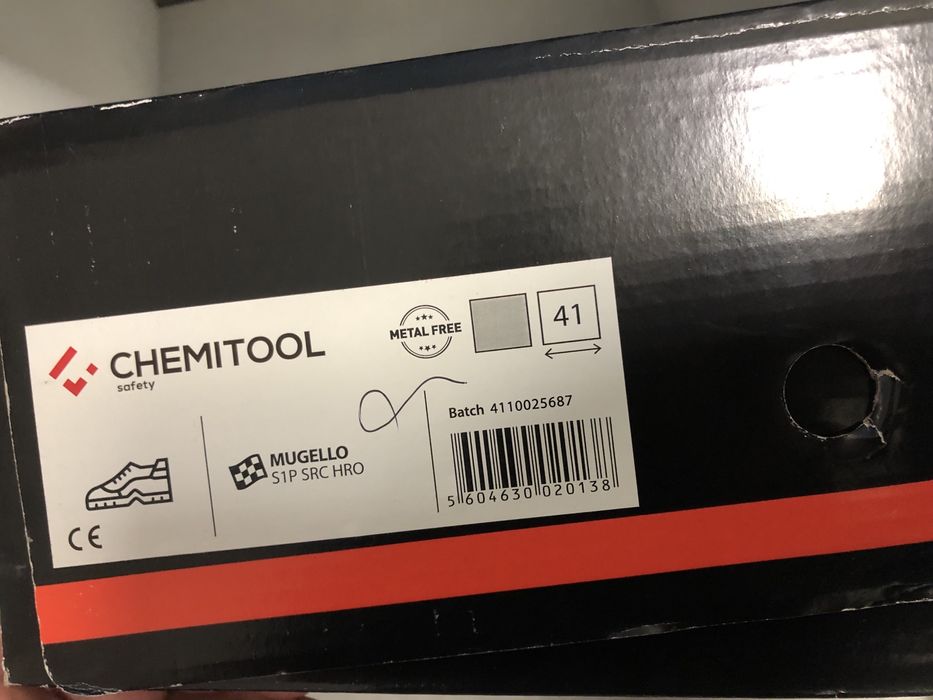 CHEMITOOL
safety
METAL FREE
41
MUGELLO
S1P SRC HRO
Batch 4110025687
5 604630 020138
CE